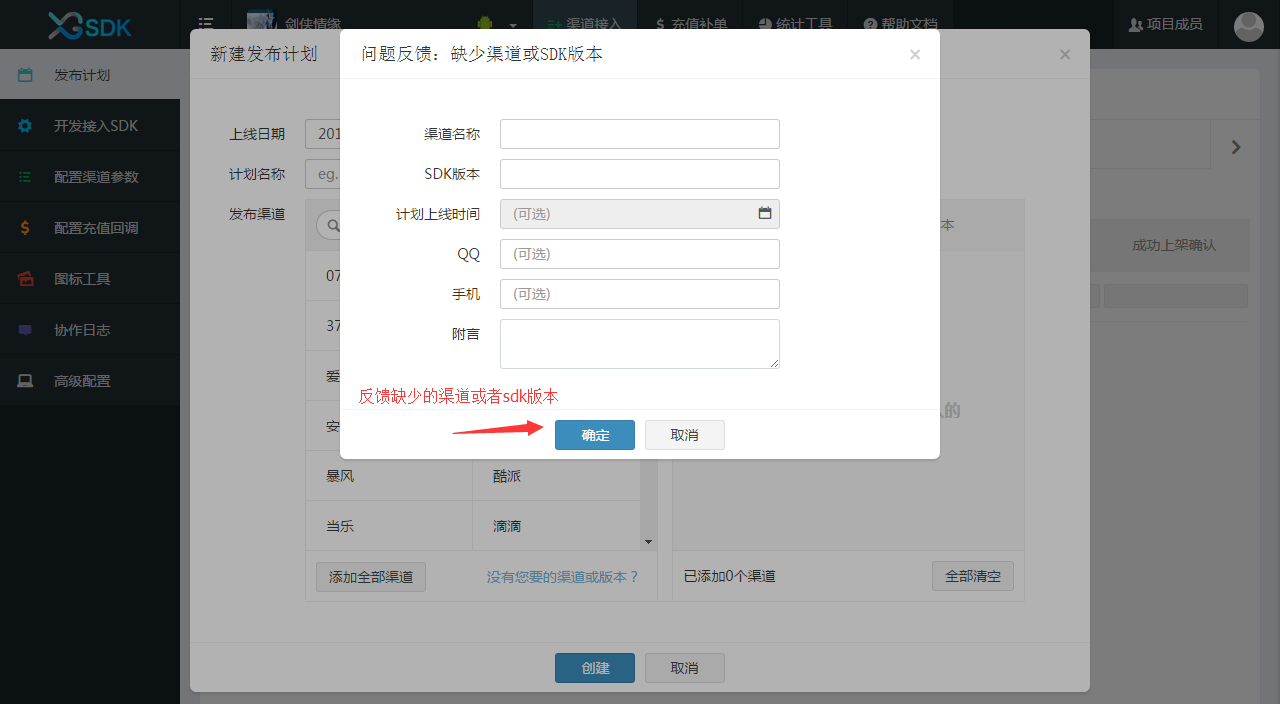 XGSDK
剑侠情缘
渠道接入
充值补单
统计工具
帮助文档
项目成员
发布计划
开发接入SDK
配置渠道参数
配置充值回调
图标工具
协作日志
高级配置
新建发布计划
问题反馈：缺少渠道或SDK版本
上线日期
201
渠道名称
计划名称
eg.
SDK版本
发布渠道
计划上线时间
(可选)
本
QQ
(可选)
成功上架确认
07
手机
(可选)
37
附言
爱
反馈缺少的渠道或者sdk版本
的
安
确定
取消
暴风
酷派
当乐
滴滴
添加全部渠道
没有您要的渠道或版本？
已添加0个渠道
全部清空
创建
取消